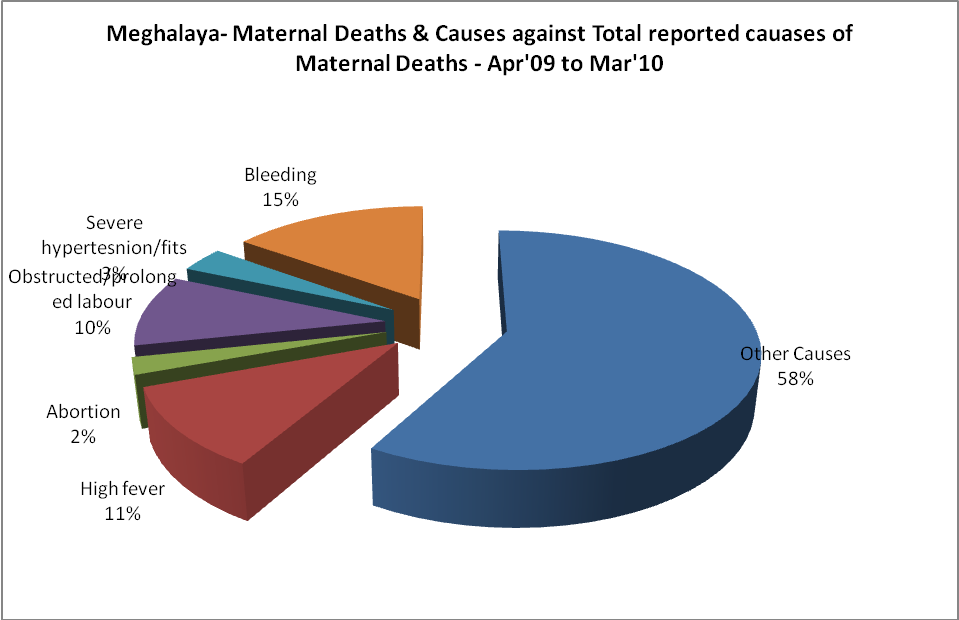 Meghalaya- Maternal Deaths & Causes against Total reported cauases of
Maternal Deaths - Apr'09 to Mar'10
Bleeding
15%
Severe
hypertesnion/fits
3%
Obstructed/prolong
ed labour
10%
Other Causes
58%
Abortion
2%
High fever
11%